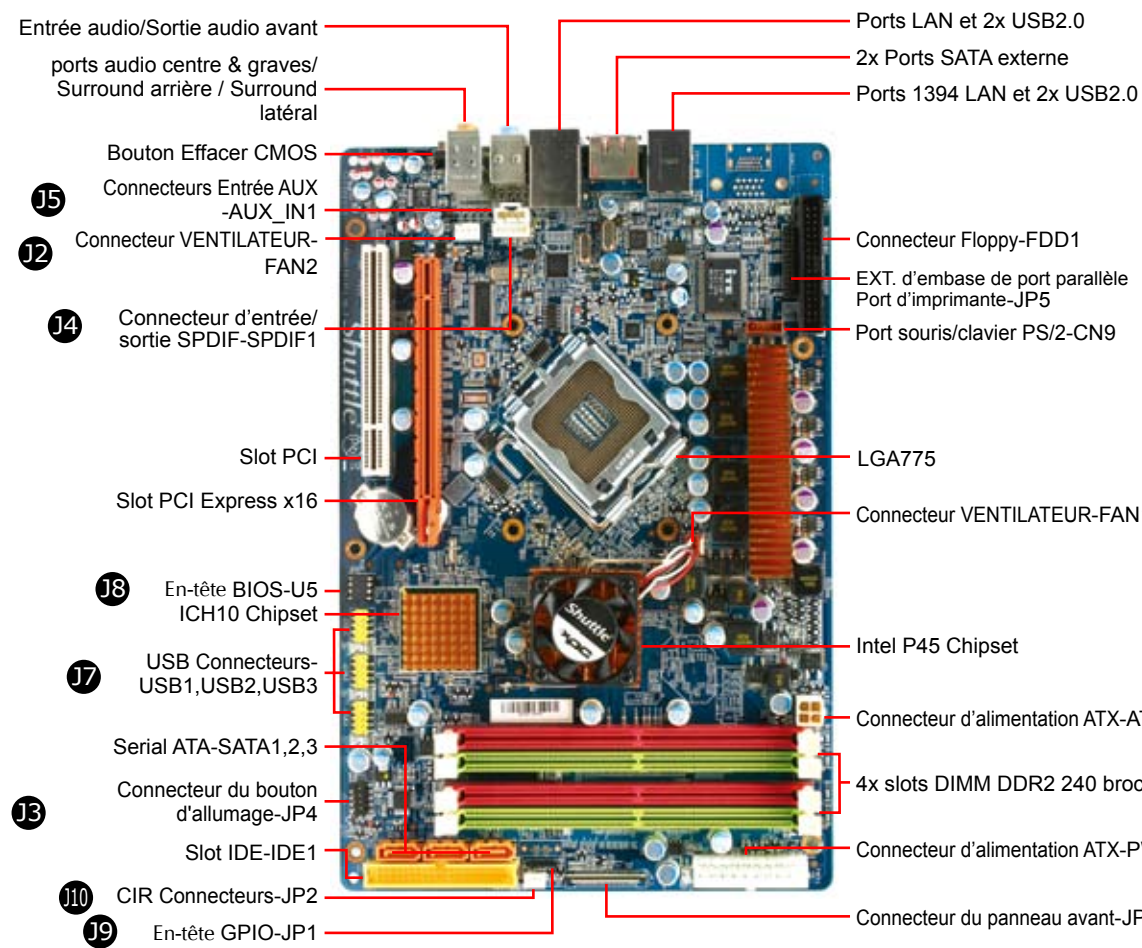 Entrée audio/Sortie audio avant
ports audio centre & graves/
Surround arrière / Surround
latéral
Bouton Effacer CMOS
J5
Connecteurs Entrée AUX
-AUX_IN1
J2
Connecteur VENTILATEUR-
FAN2
J4
Connecteur d'entrée/
sortie SPDIF-SPDIF1
Slot PCI
Slot PCI Express x16
J8
En-tête BIOS-U5
ICH10 Chipset
J7
USB Connecteurs-
USB1,USB2,USB3
Serial ATA-SATA1,2,3
J3
Connecteur du bouton
d'allumage-JP4
Slot IDE-IDE1
J10
CIR Connecteurs-JP2
J9
En-tête GPIO-JP1
Shuttle
Shuttle
XPC
Ports LAN et 2x USB2.0
2x Ports SATA externe
Ports 1394 LAN et 2x USB2.0
Connecteur Floppy-FDD1
EXT. d'embase de port parallèle
Port d'imprimante-JP5
Port souris/clavier PS/2-CN9
LGA775
Connecteur VENTILATEUR-FAN
Intel P45 Chipset
Connecteur d'alimentation ATX-A
4x slots DIMM DDR2 240 broc
Connecteur d'alimentation ATX-P
Connecteur du panneau avant-JP